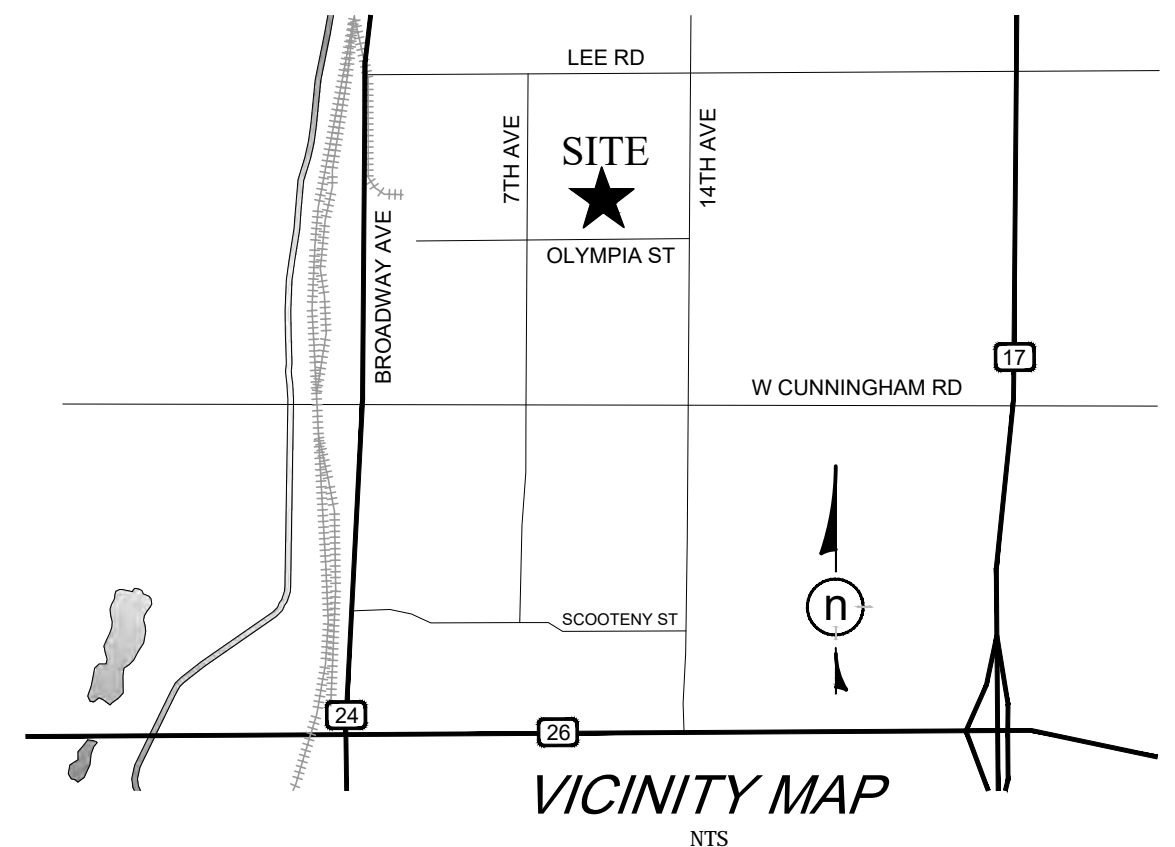 LEE RD
7TH AVE
SITE
14TH AVE
BROADWAY AVE
OLYMPIA ST
17
W CUNNINGHAM RD
n
SCOOTENY ST
24
26
VICINITY MAP
NTS